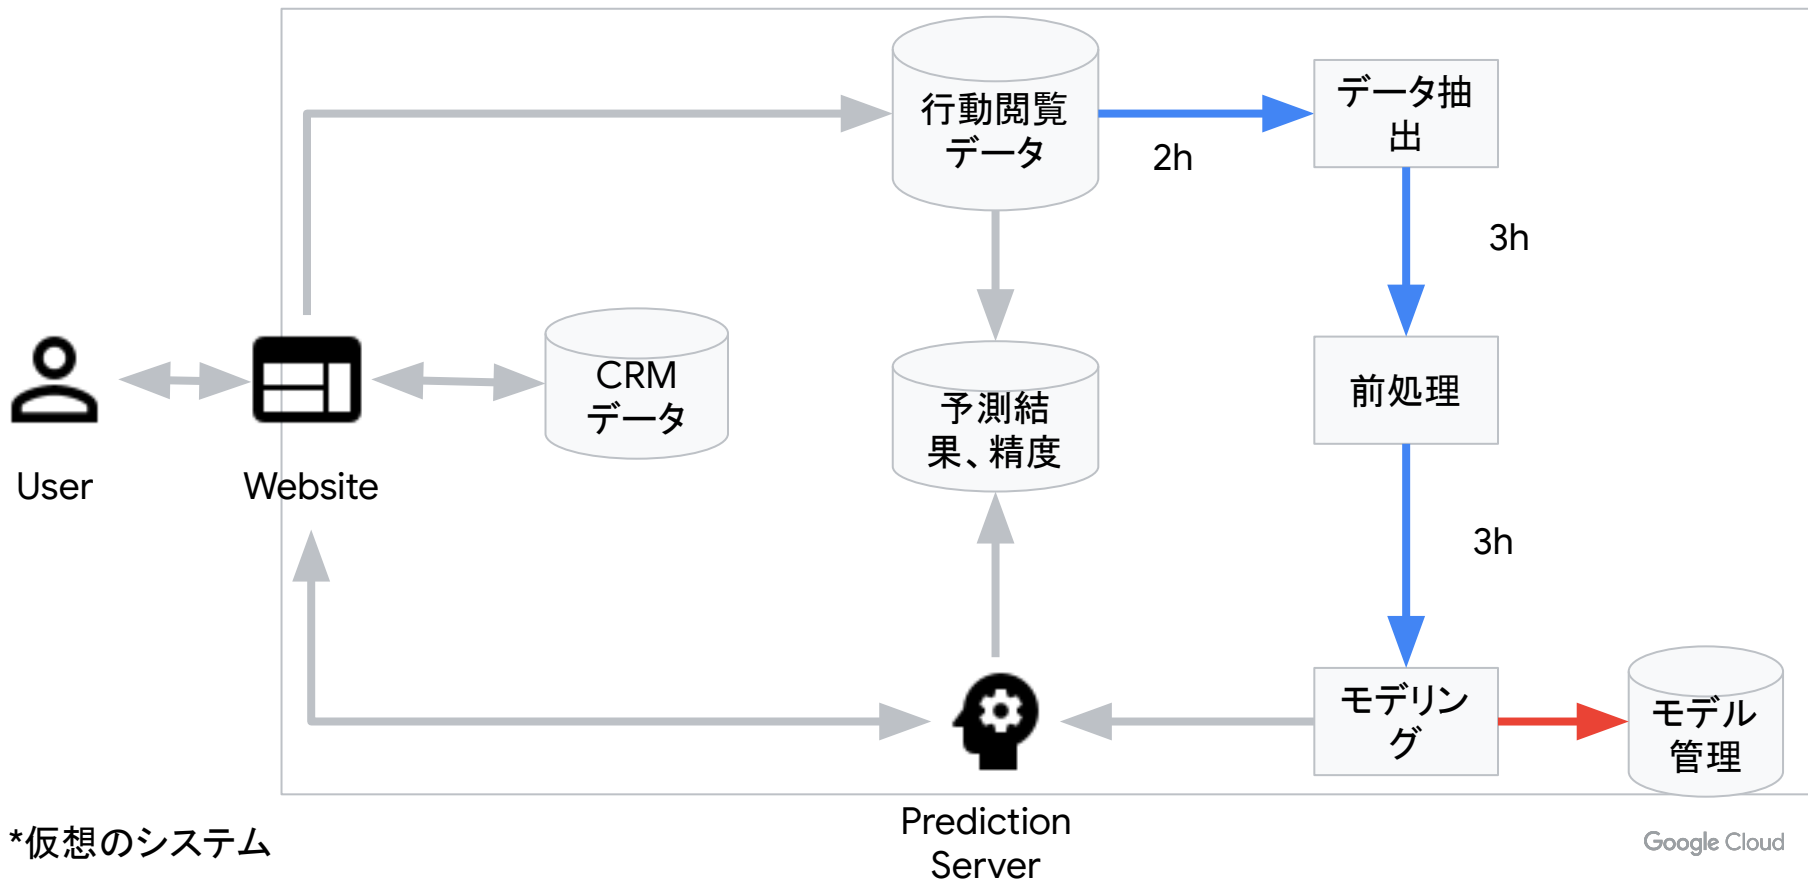 行動閲覧
データ
2h
データ抽
出
3h
CRM
データ
予測結
果、精度
前処理
User
Website
3h
モデリン
グ
モデル
管理
Prediction
Server
*仮想のシステム
Google Cloud